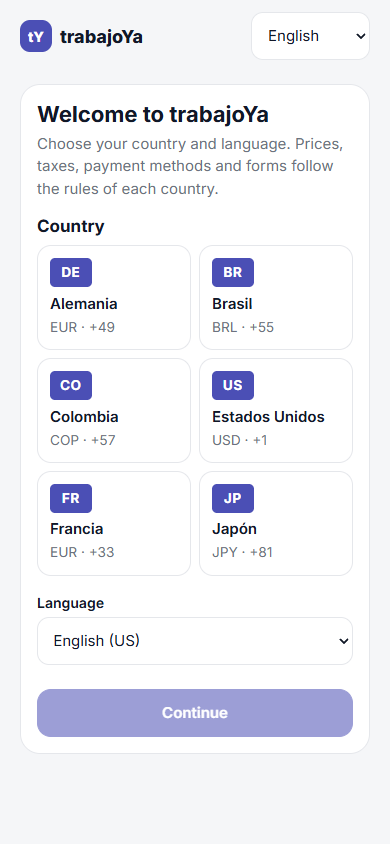 tY trabajoYa English
Welcome to trabajoYa
Choose your country and language. Prices,
taxes, payment methods and forms follow
the rules of each country.
Country
DE
Alemania
EUR · +49
BR
Brasil
BRL · +55
CO
Colombia
COP · +57
US
Estados Unidos
USD · +1
FR
Francia
EUR · +33
JP
Japón
JPY · +81
Language
English (US)
Continue